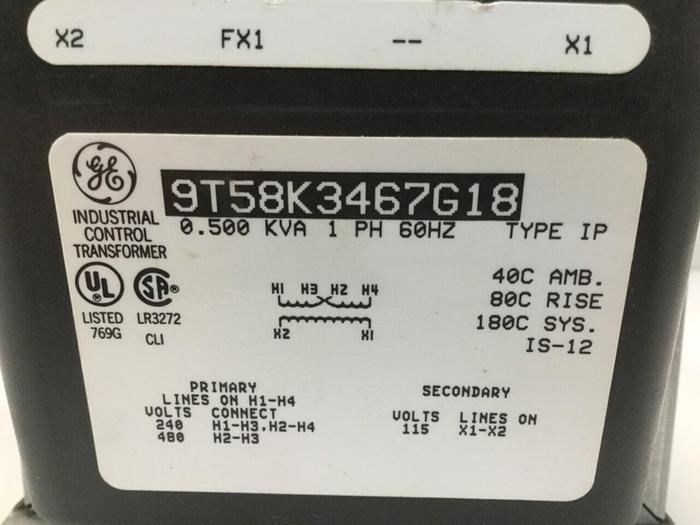 X2 FX1 -- X1
GE
9T58K3467G18
0.500 KVA 1 PH 60HZ TYPE IP
INDUSTRIAL
CONTROL
TRANSFORMER
UL SA ®
LISTED LR3272
769G CLI
H1 H3 H2 H4
X2 X1
40C AMB.
80C RISE
180C SYS.
IS-12
PRIMARY
LINES ON H1-H4
VOLTS CONNECT
240 H1-H3,H2-H4
480 H2-H3
SECONDARY
VOLTS LINES ON
115 X1-X2